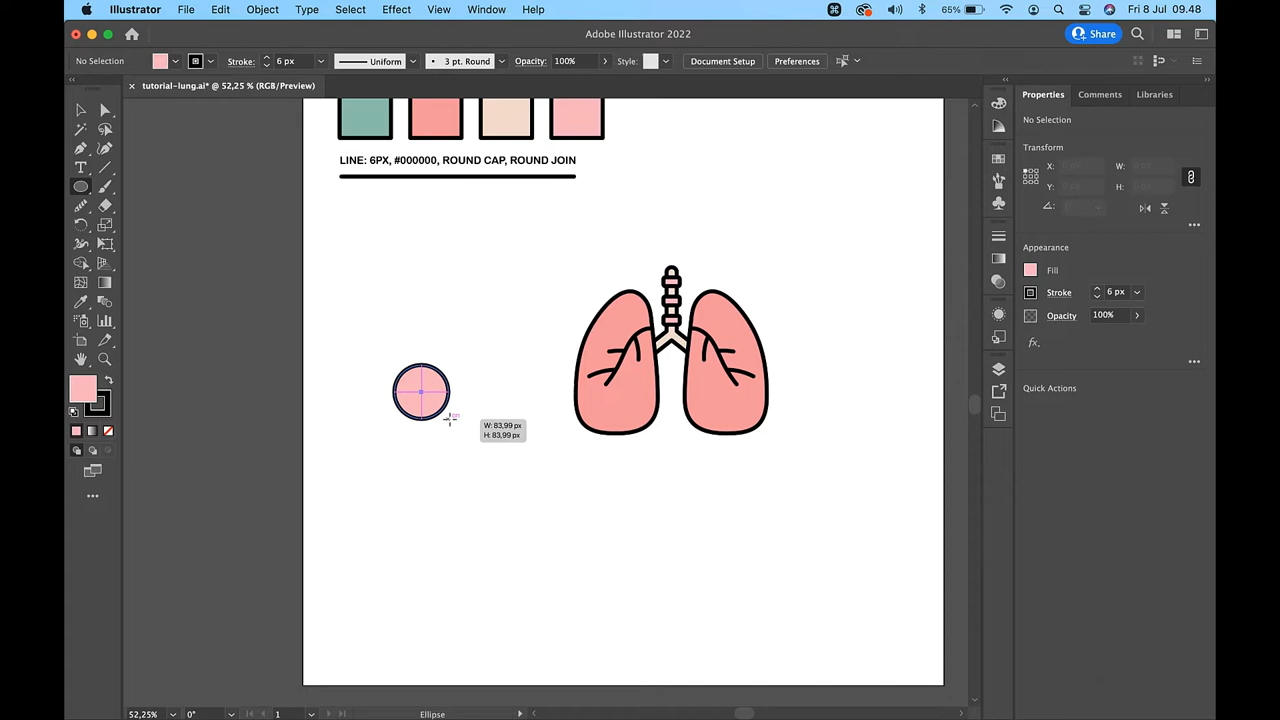 Illustrator File Edit Object Type Select Effect View Window Help
65% Fri 8 Jul 09.48
Adobe Illustrator 2022
Share
No Selection Stroke: 6 px Uniform 3 pt. Round Opacity: 100% Style: Document Setup Preferences
tutorial-lung.ai* @ 52,25 % (RGB/Preview)
Properties Comments Libraries
No Selection
Transform
X: W:
Y: H:
LINE: 6PX, #000000, ROUND CAP, ROUND JOIN
Appearance
Fill
Stroke 6 px
Opacity 100%
fx.
Quick Actions
W: 83,99 px
H: 83,99 px
52,25% 0° 1 Ellipse